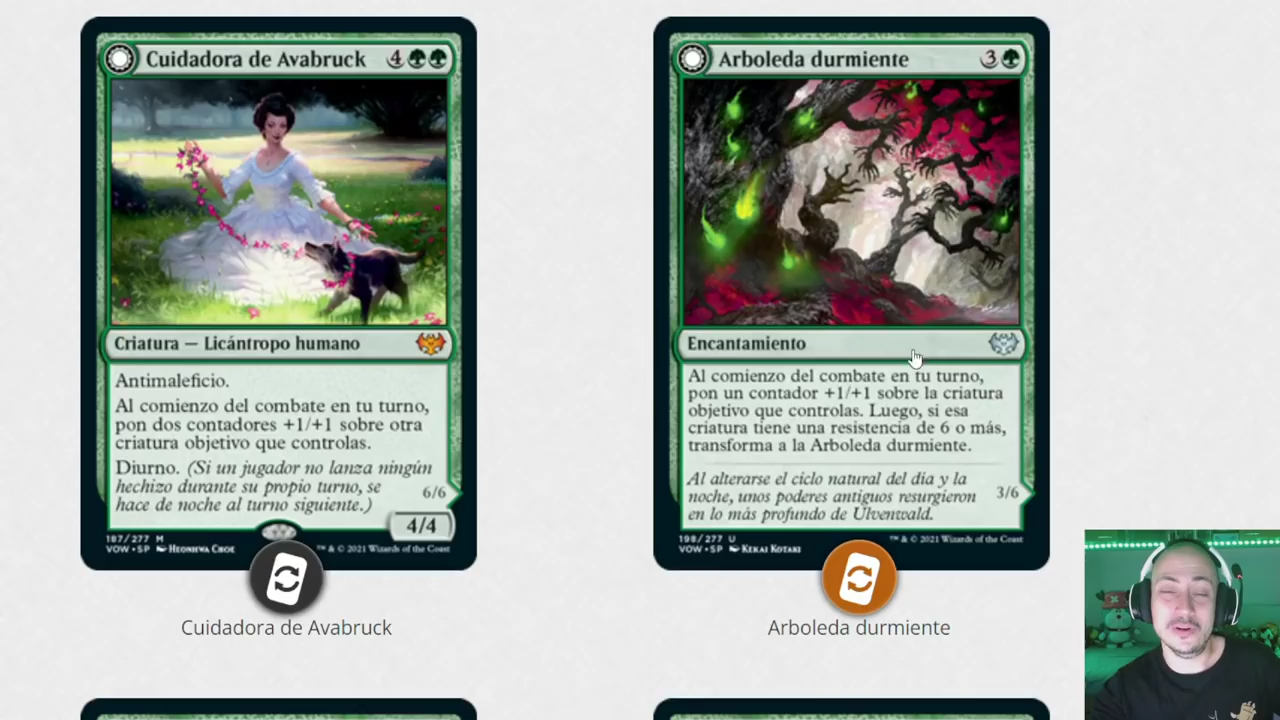 Cuidadora de Avabruck 4
Criatura — Licántropo humano
Antimaleficio.
Al comienzo del combate en tu turno,
pon dos contadores +1/+1 sobre otra
criatura objetivo que controlas.
Diurno. (Si un jugador no lanza ningún
hechizo durante su propio turno, se
hace de noche al turno siguiente.)
6/6
4/4
187/277 M
VOW • SP Heonhwa Choe
™ & © 2021 Wizards of the Coast
Cuidadora de Avabruck
Arboleda durmiente 3
Encantamiento
Al comienzo del combate en tu turno,
pon un contador +1/+1 sobre la criatura
objetivo que controlas. Luego, si esa
criatura tiene una resistencia de 6 o más,
transforma a la Arboleda durmiente.
Al alterarse el ciclo natural del día y la
noche, unos poderes antiguos resurgieron
en lo más profundo de Ulvenwald.
3/6
198/277 U
VOW • SP Kekai Kotaki
™ & © 2021 Wizards of the Coast
Arboleda durmiente